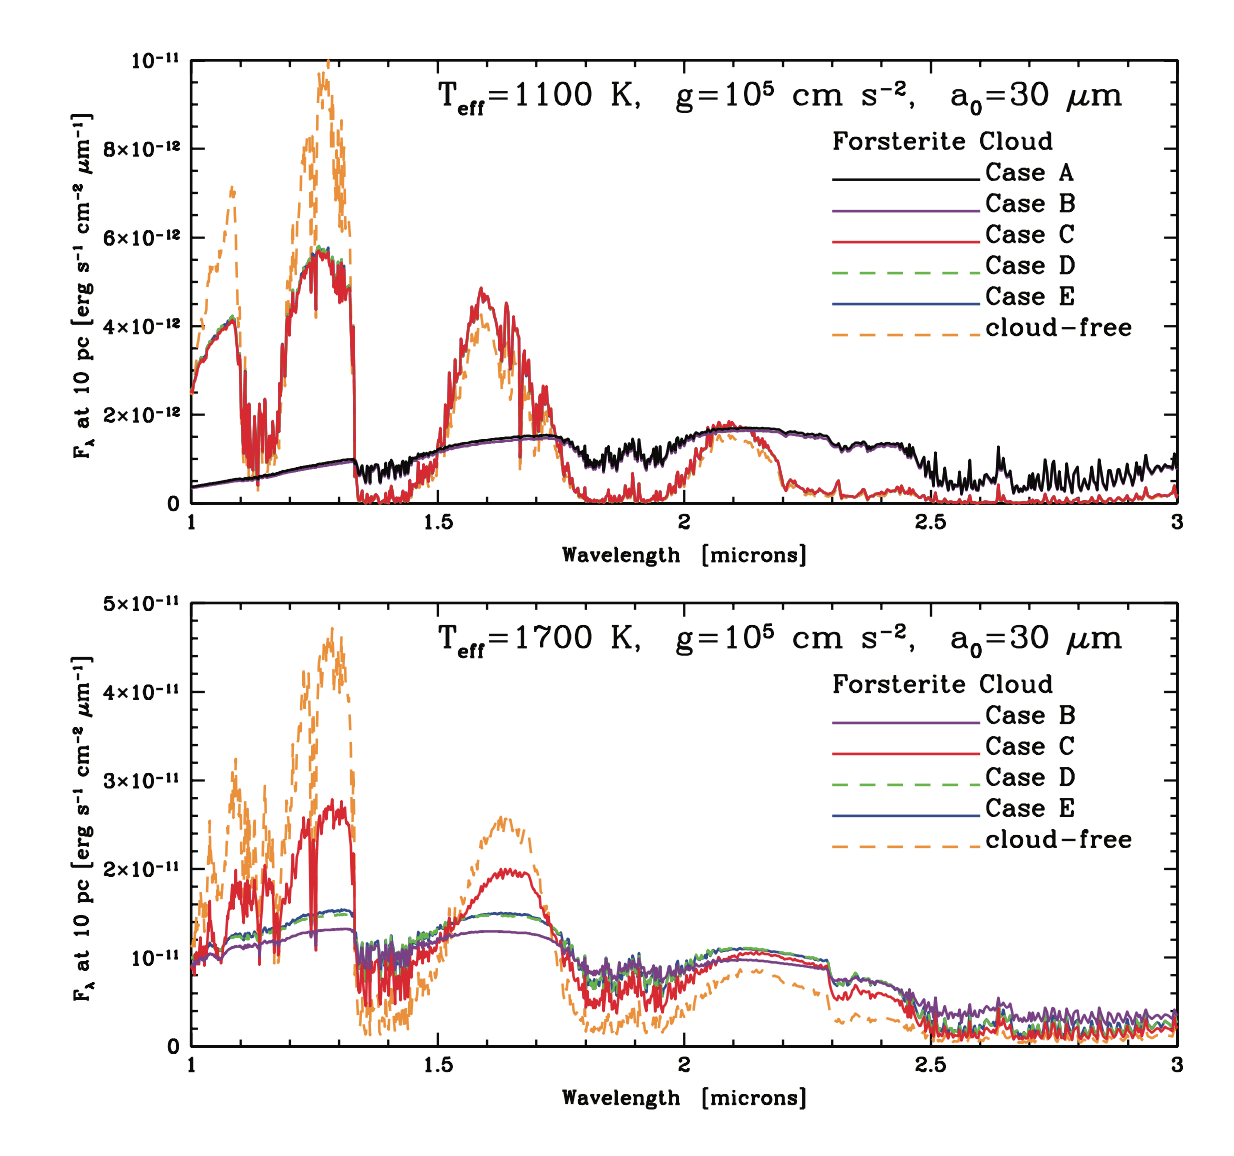 10⁻¹¹
T_eff=1100 K, g=10⁵ cm s⁻², a₀=30 μm
Forsterite Cloud
Case A
Case B
Case C
Case D
Case E
cloud-free
8×10⁻¹²
6×10⁻¹²
4×10⁻¹²
2×10⁻¹²
0
F_λ at 10 pc [erg s⁻¹ cm⁻² μm⁻¹]
1 1.5 2 2.5 3
Wavelength [microns]
5×10⁻¹¹
T_eff=1700 K, g=10⁵ cm s⁻², a₀=30 μm
Forsterite Cloud
Case B
Case C
Case D
Case E
cloud-free
4×10⁻¹¹
3×10⁻¹¹
2×10⁻¹¹
10⁻¹¹
0
F_λ at 10 pc [erg s⁻¹ cm⁻² μm⁻¹]
1 1.5 2 2.5 3
Wavelength [microns]